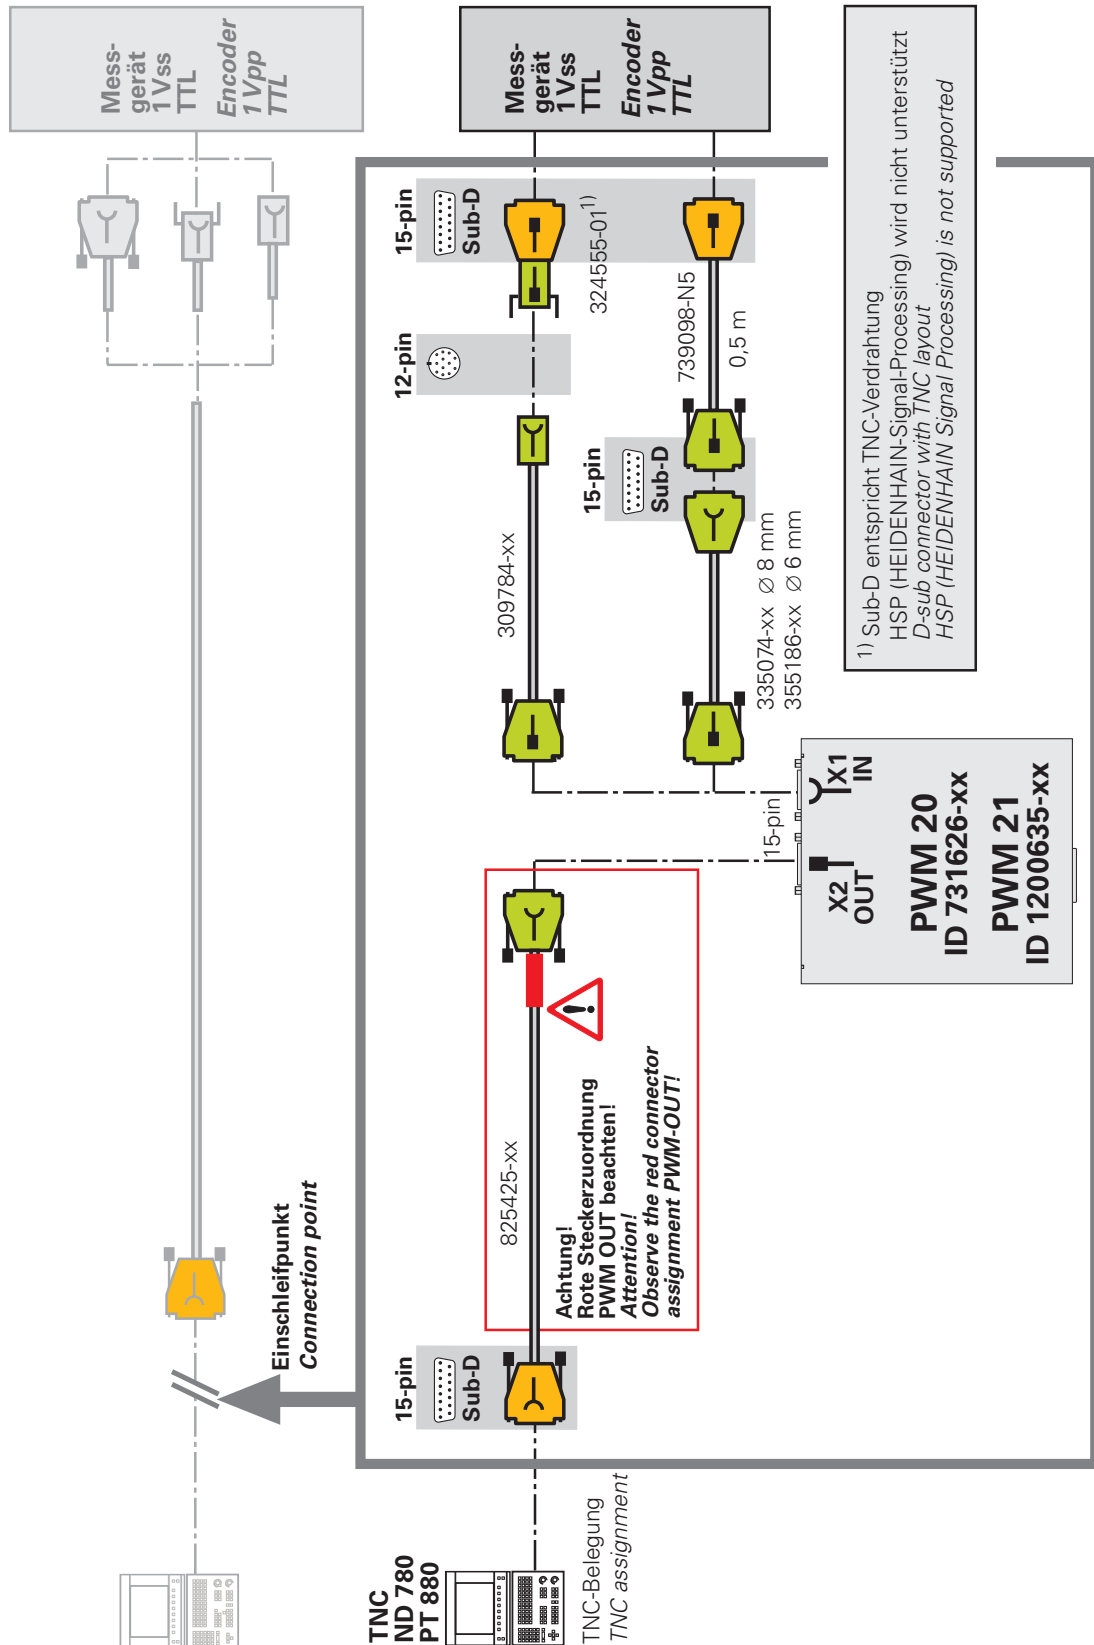 Mess-
gerät
1 Vss
TTL
Encoder
1 Vpp
TTL
Mess-
gerät
1 Vss
TTL
Encoder
1 Vpp
TTL
15-pin
Sub-D
324555-01 1)
12-pin
739098-N5
0,5 m
15-pin
Sub-D
309784-xx
335074-xx Ø 8 mm
355186-xx Ø 6 mm
1) Sub-D entspricht TNC-Verdrahtung
HSP (HEIDENHAIN-Signal-Processing) wird nicht unterstützt
D-sub connector with TNC layout
HSP (HEIDENHAIN Signal Processing) is not supported
15-pin
X1
IN
X2
OUT
PWM 20
ID 731626-xx
PWM 21
ID 1200635-xx
825425-xx
Achtung!
Rote Steckerzuordnung
PWM OUT beachten!
Attention!
Observe the red connector
assignment PWM-OUT!
Einschleifpunkt
Connection point
15-pin
Sub-D
TNC
ND 780
PT 880
TNC-Belegung
TNC assignment